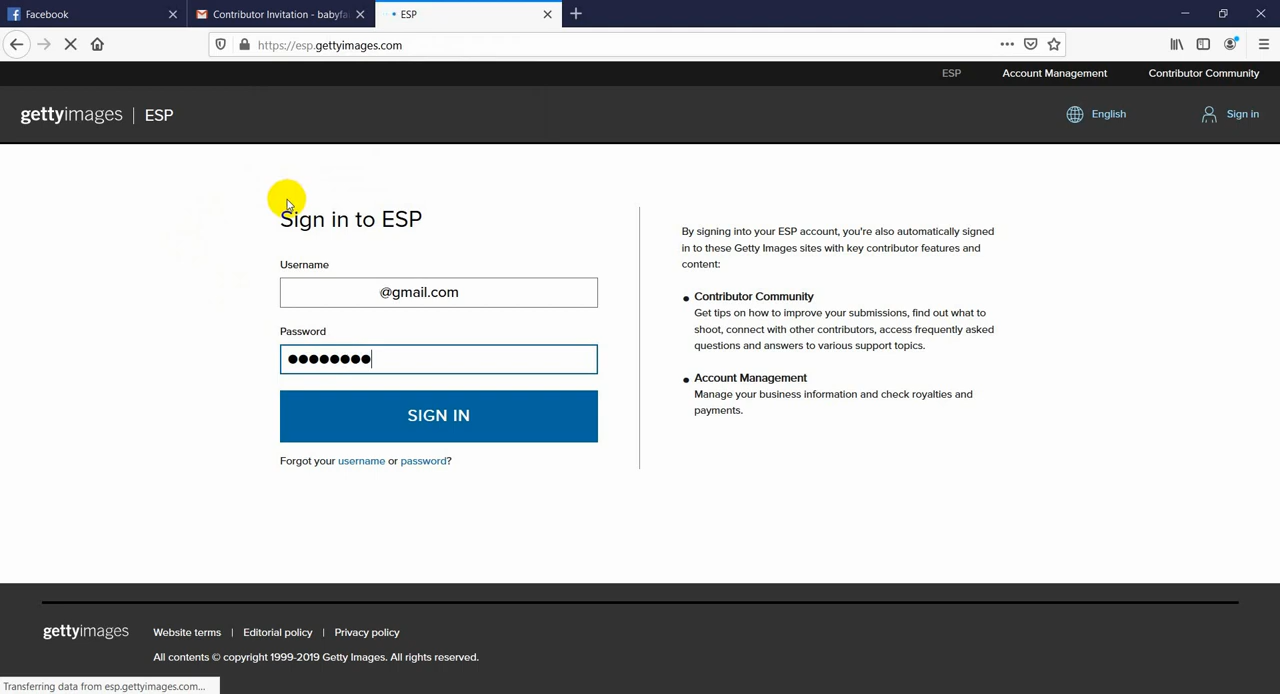 Facebook
Contributor Invitation - babyfa
ESP
https://esp.gettyimages.com
ESP
Account Management
Contributor Community
gettyimages | ESP
English
Sign in
Sign in to ESP
Username
@gmail.com
Password
SIGN IN
Forgot your username or password?
By signing into your ESP account, you're also automatically signed
in to these Getty Images sites with key contributor features and
content:
Contributor Community
Get tips on how to improve your submissions, find out what to
shoot, connect with other contributors, access frequently asked
questions and answers to various support topics.
Account Management
Manage your business information and check royalties and
payments.
gettyimages
Website terms | Editorial policy | Privacy policy
All contents © copyright 1999-2019 Getty Images. All rights reserved.
Transferring data from esp.gettyimages.com...